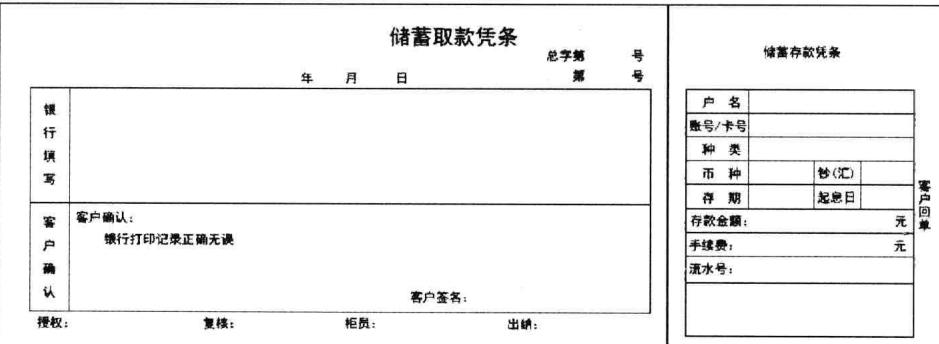 储蓄取款凭条
总字第 号
年 月 日 第 号
银行填写
客户确认
客户确认：
银行打印记录正确无误
客户签名：
授权： 复核： 柜员： 出纳：
储蓄存款凭条
户 名
账号/卡号
种 类
币 种 钞(汇)
存 期 起息日
存款金额： 元
手续费： 元
流水号：
客户回单